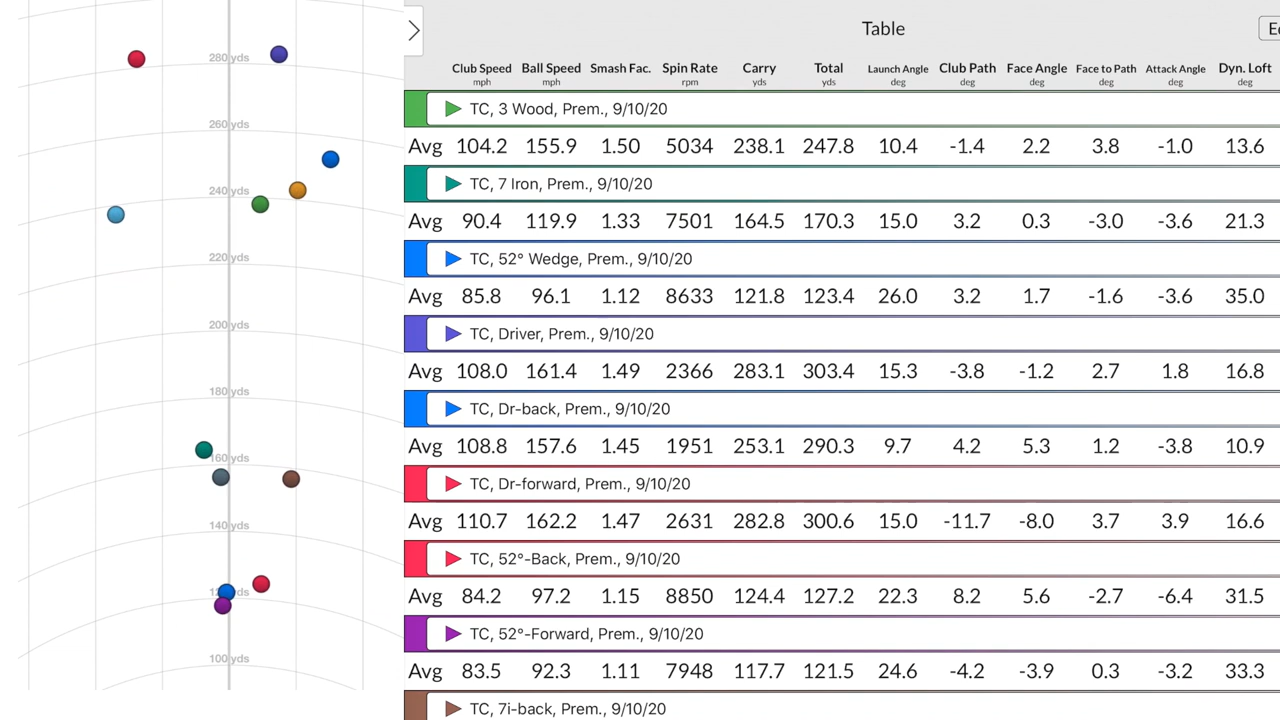 280 yds
260 yds
240 yds
220 yds
200 yds
180 yds
160 yds
140 yds
100 yds
Table
Club Speed Ball Speed Smash Fac. Spin Rate Carry Total Launch Angle Club Path Face Angle Face to Path Attack Angle Dyn. Loft
mph mph rpm yds yds deg deg deg deg deg deg
TC, 3 Wood, Prem., 9/10/20
Avg 104.2 155.9 1.50 5034 238.1 247.8 10.4 -1.4 2.2 3.8 -1.0 13.6
TC, 7 Iron, Prem., 9/10/20
Avg 90.4 119.9 1.33 7501 164.5 170.3 15.0 3.2 0.3 -3.0 -3.6 21.3
TC, 52° Wedge, Prem., 9/10/20
Avg 85.8 96.1 1.12 8633 121.8 123.4 26.0 3.2 1.7 -1.6 -3.6 35.0
TC, Driver, Prem., 9/10/20
Avg 108.0 161.4 1.49 2366 283.1 303.4 15.3 -3.8 -1.2 2.7 1.8 16.8
TC, Dr-back, Prem., 9/10/20
Avg 108.8 157.6 1.45 1951 253.1 290.3 9.7 4.2 5.3 1.2 -3.8 10.9
TC, Dr-forward, Prem., 9/10/20
Avg 110.7 162.2 1.47 2631 282.8 300.6 15.0 -11.7 -8.0 3.7 3.9 16.6
TC, 52°-Back, Prem., 9/10/20
Avg 84.2 97.2 1.15 8850 124.4 127.2 22.3 8.2 5.6 -2.7 -6.4 31.5
TC, 52°-Forward, Prem., 9/10/20
Avg 83.5 92.3 1.11 7948 117.7 121.5 24.6 -4.2 -3.9 0.3 -3.2 33.3
TC, 7i-back, Prem., 9/10/20